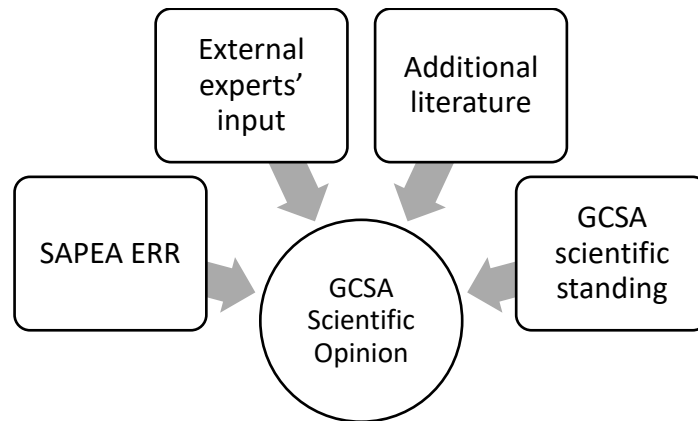 External
experts’
input
Additional
literature
SAPEA ERR
GCSA
scientific
standing
GCSA
Scientific
Opinion